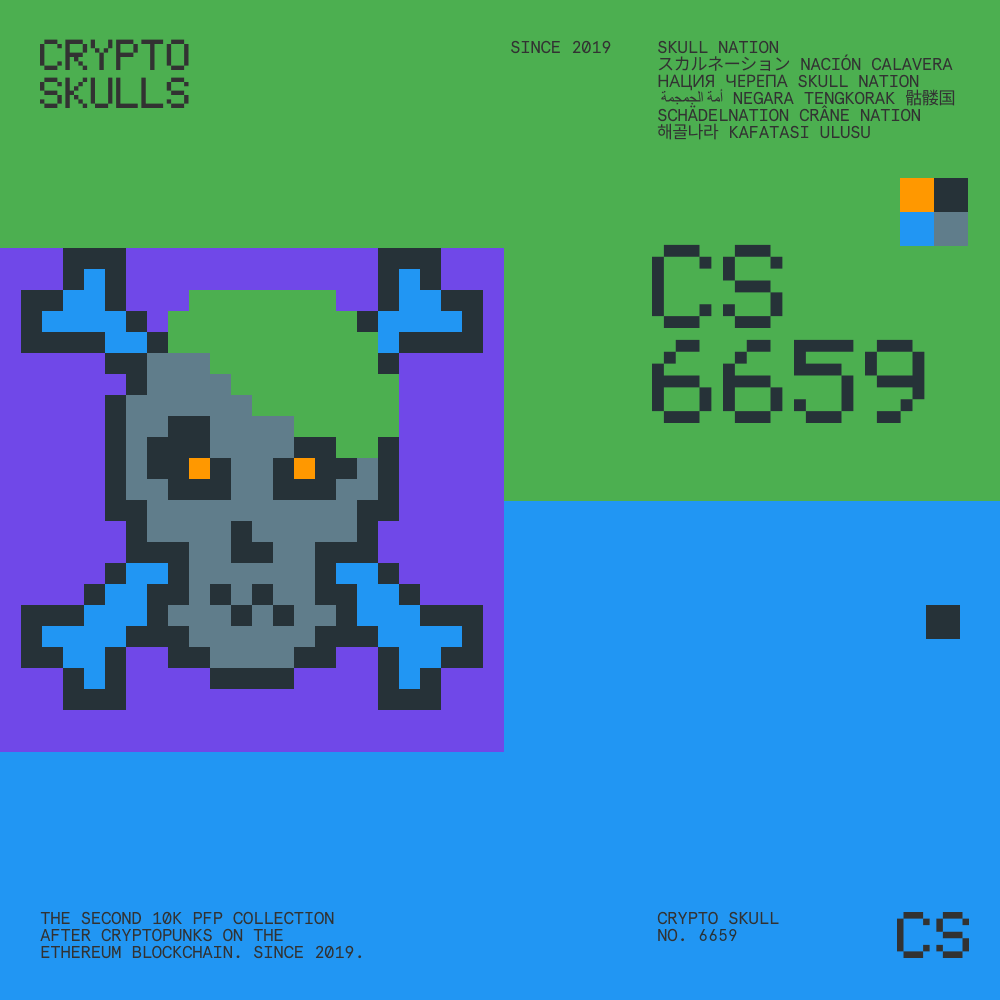 CRYPTO
SKULLS
SINCE 2019
SKULL NATION
スカルネーション NACIÓN CALAVERA
НАЦИЯ ЧЕРЕПА SKULL NATION
أمة الجمجمة NEGARA TENGKORAK 骷髅国
SCHÄDELNATION CRÂNE NATION
해골나라 KAFATASI ULUSU
CS
6659
THE SECOND 10K PFP COLLECTION
AFTER CRYPTOPUNKS ON THE
ETHEREUM BLOCKCHAIN. SINCE 2019.
CRYPTO SKULL
NO. 6659
CS